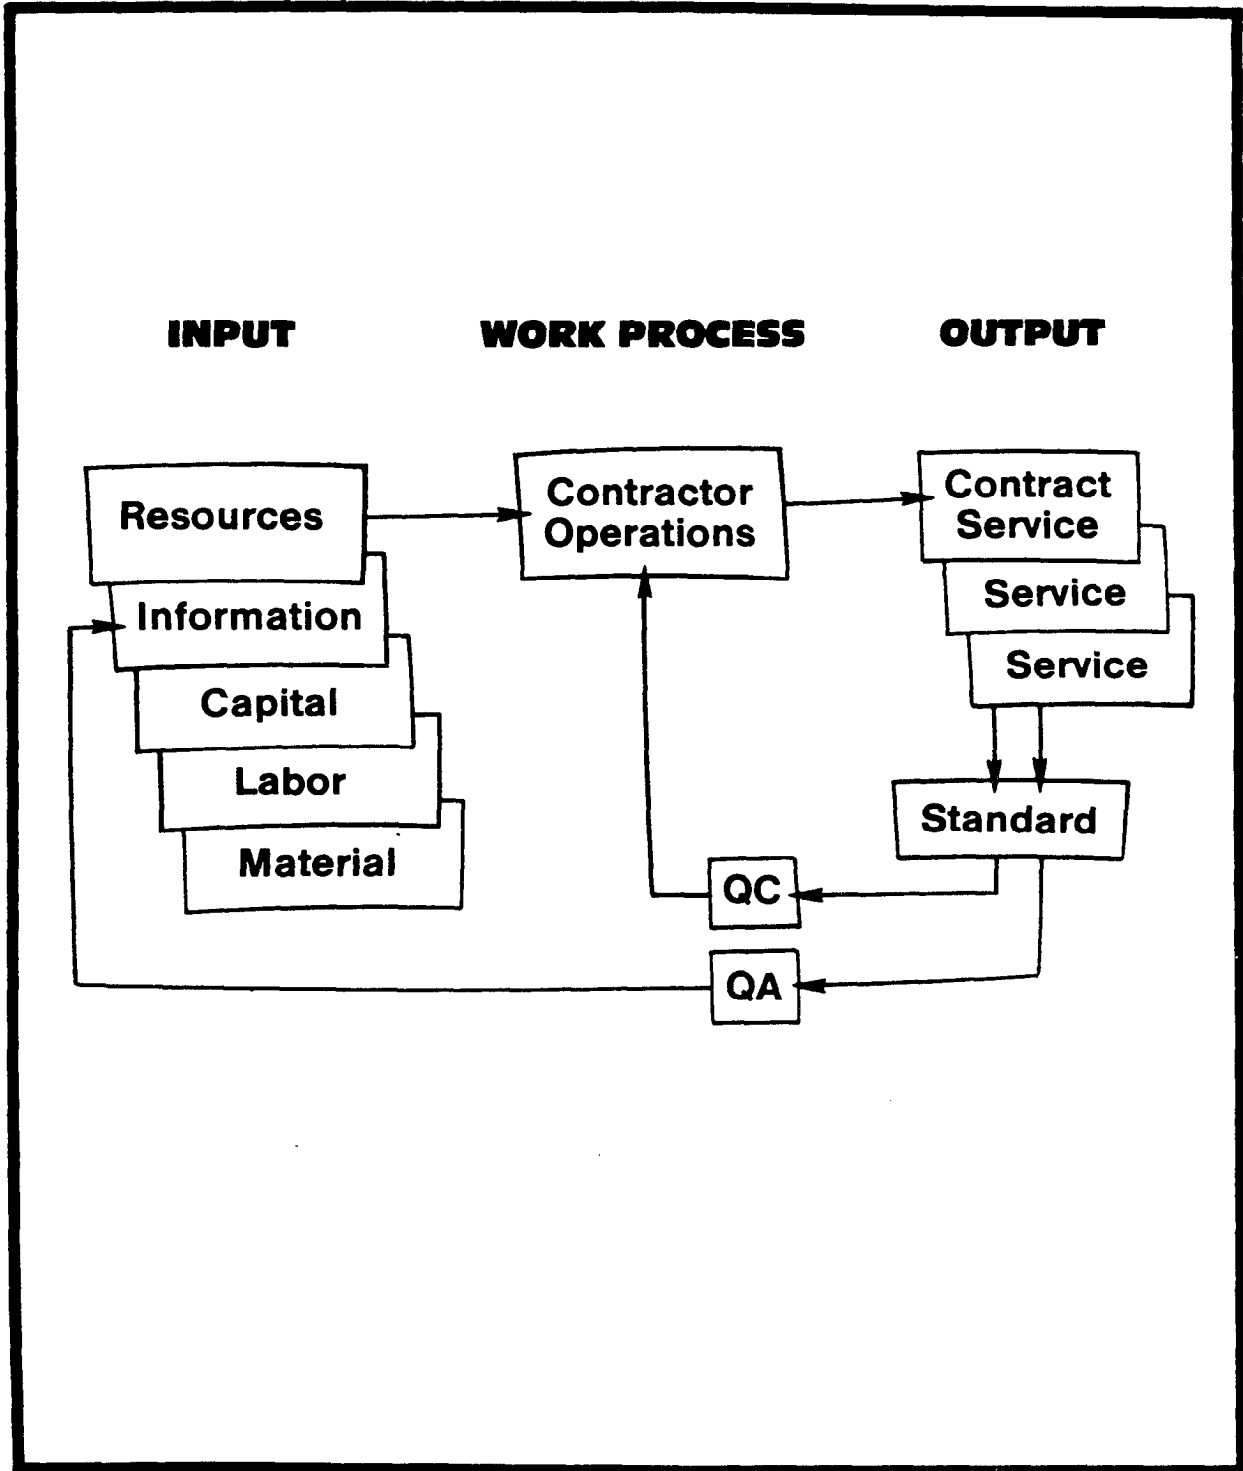 INPUT
WORK PROCESS
OUTPUT
Resources
Information
Capital
Labor
Material
Contractor
Operations
Contract
Service
Service
Service
Standard
QC
QA